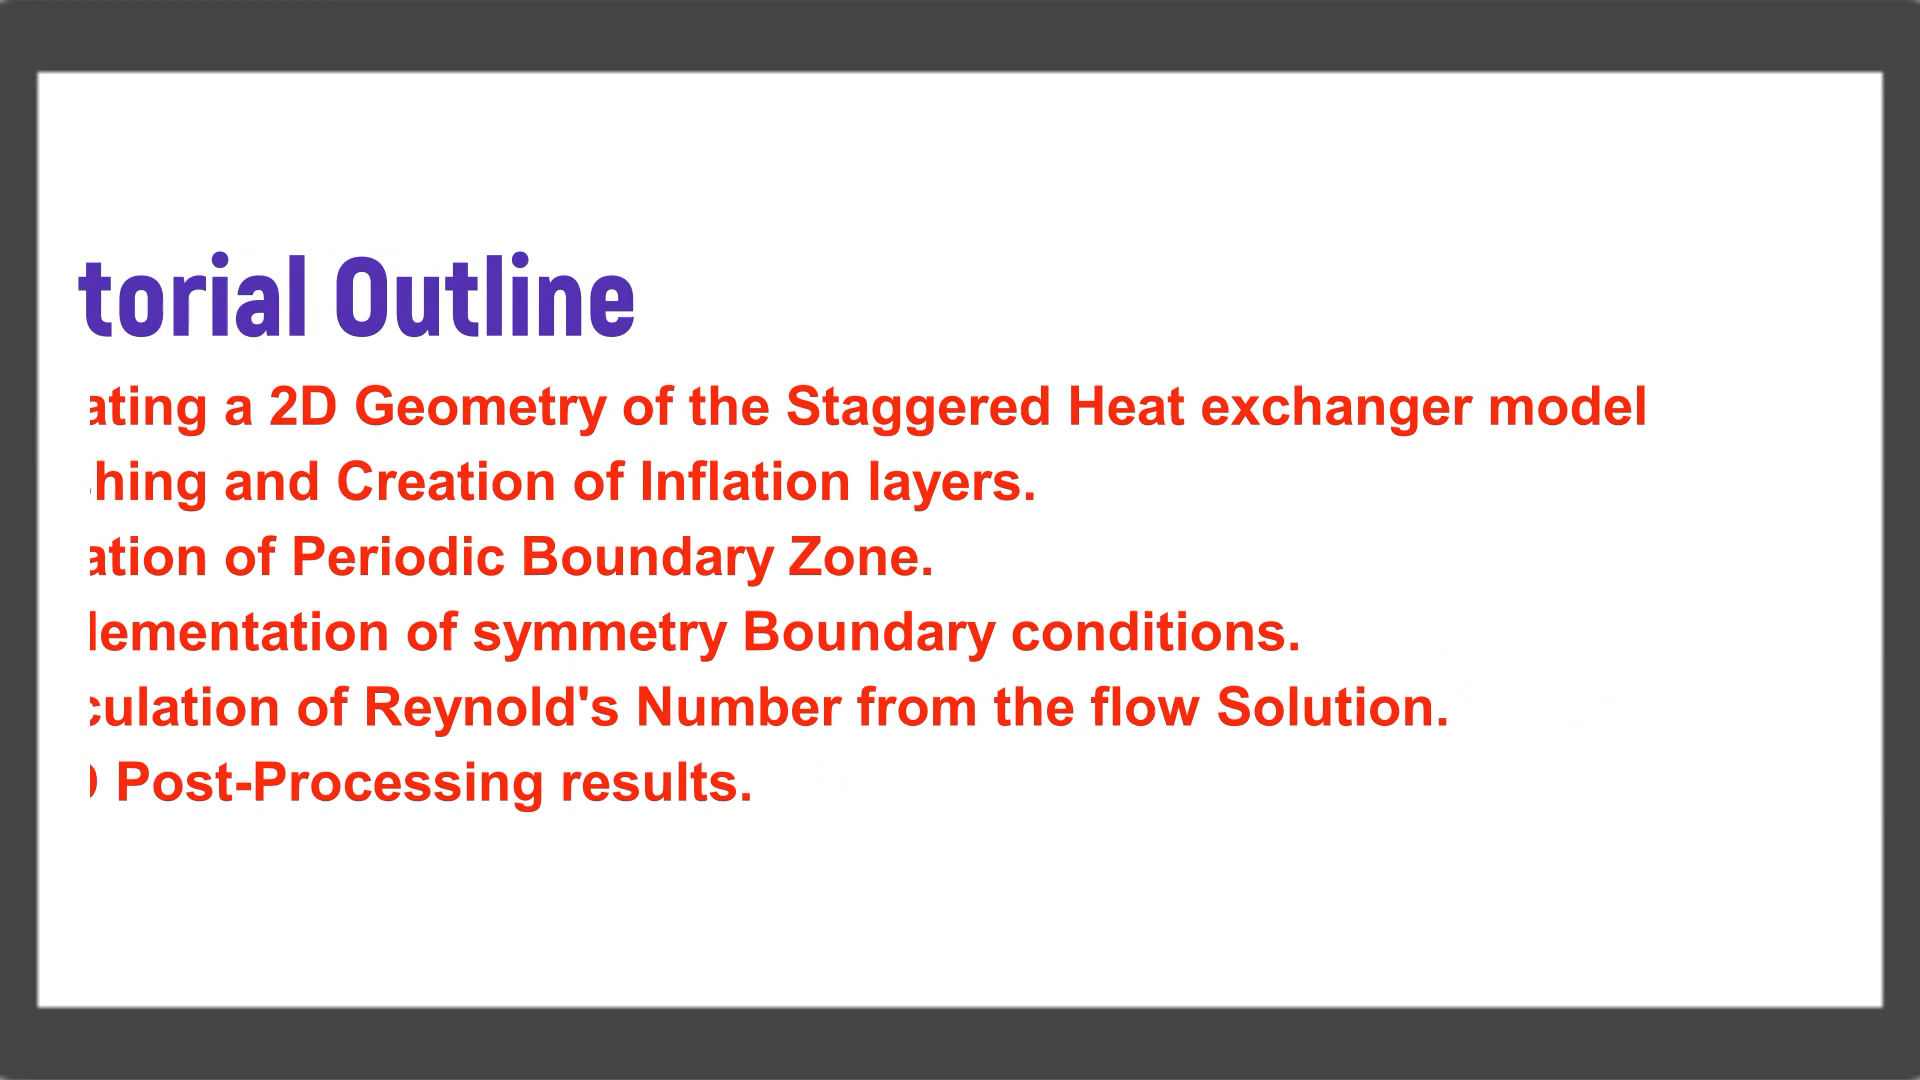 torial Outline
ating a 2D Geometry of the Staggered Heat exchanger model
hing and Creation of Inflation layers.
ation of Periodic Boundary Zone.
lementation of symmetry Boundary conditions.
culation of Reynold's Number from the flow Solution.
Post-Processing results.